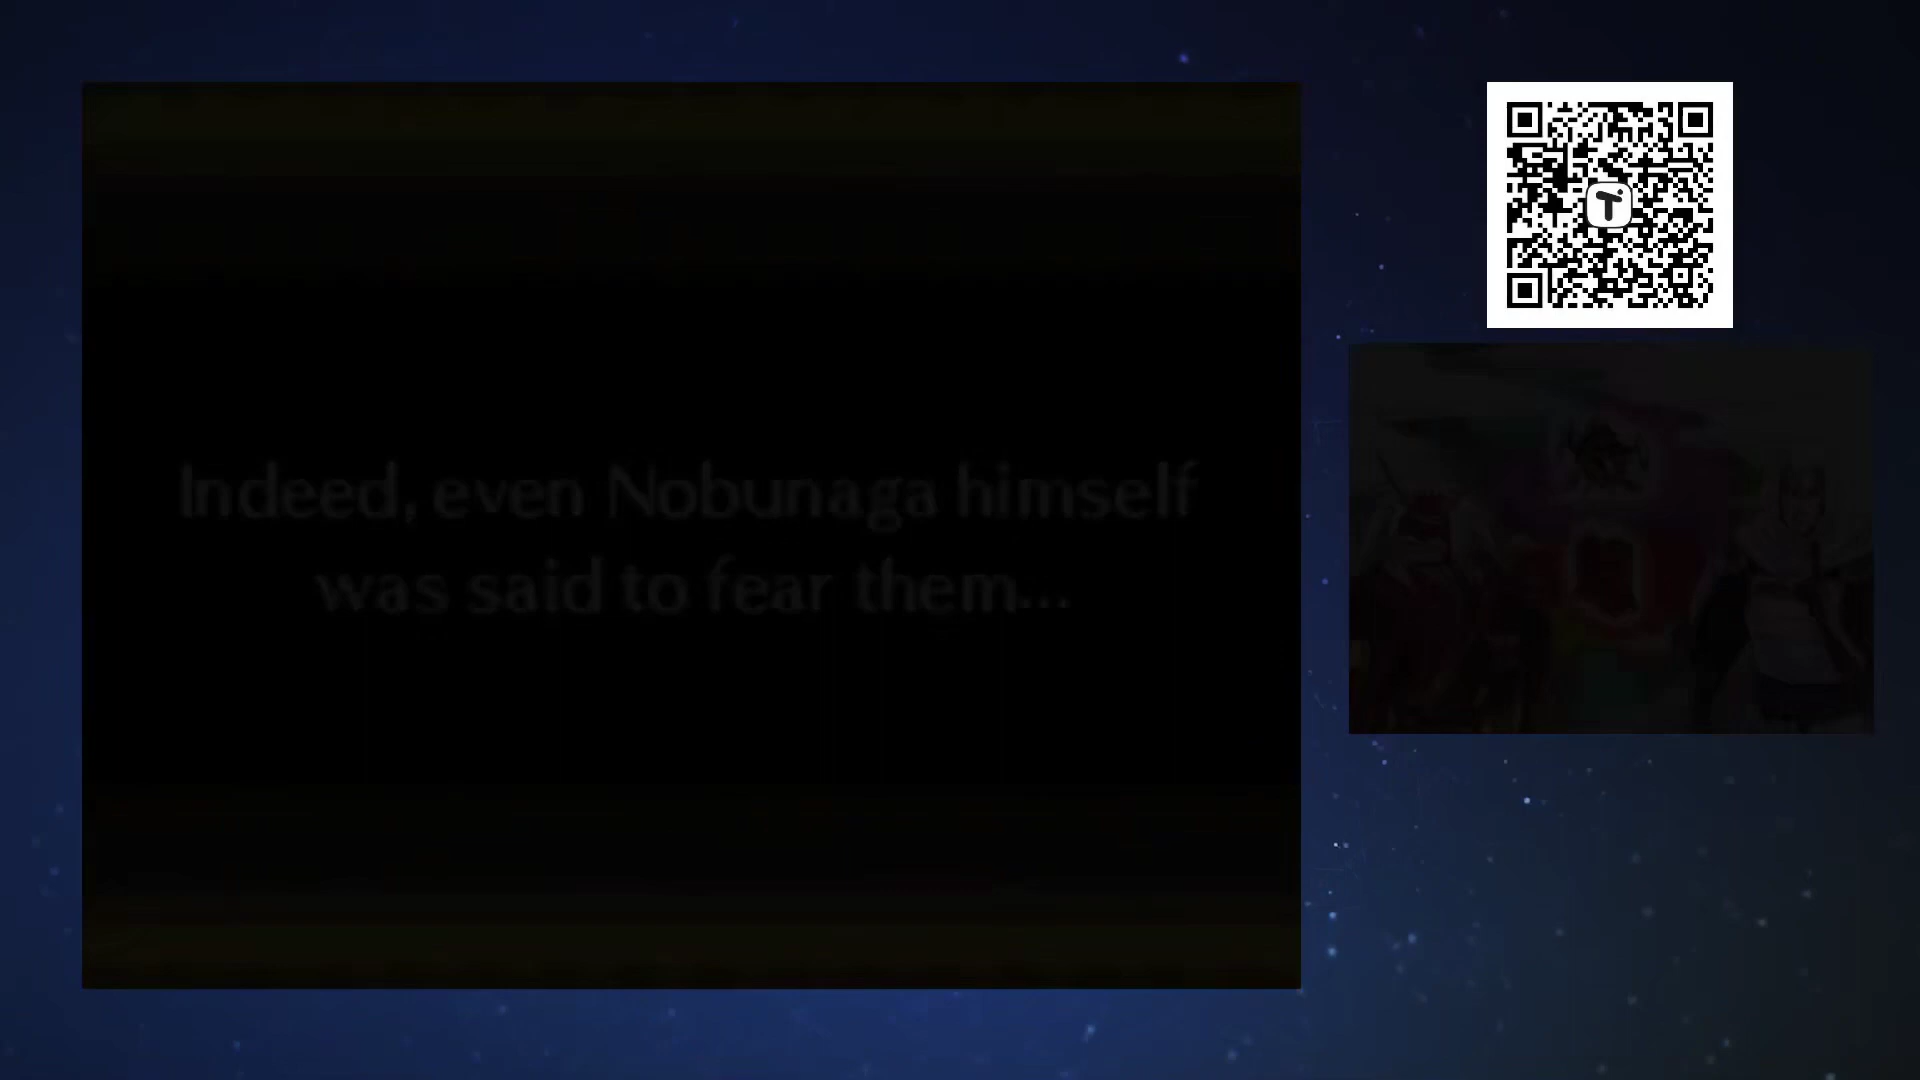 Indeed, even Nobunaga himself
was said to fear them...
T